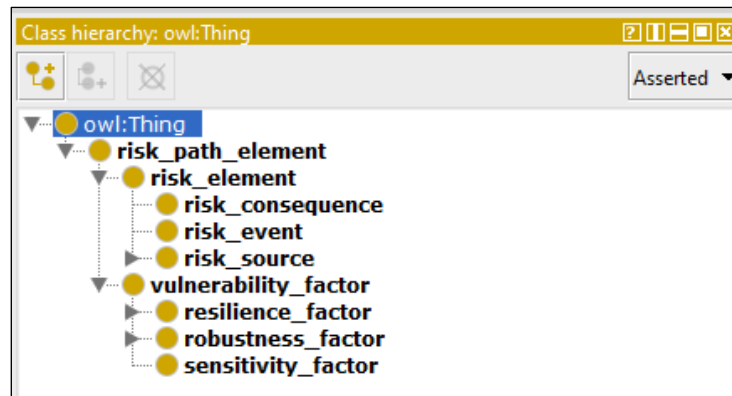 Class hierarchy: owl:Thing
Asserted
owl:Thing
risk_path_element
risk_element
risk_consequence
risk_event
risk_source
vulnerability_factor
resilience_factor
robustness_factor
sensitivity_factor